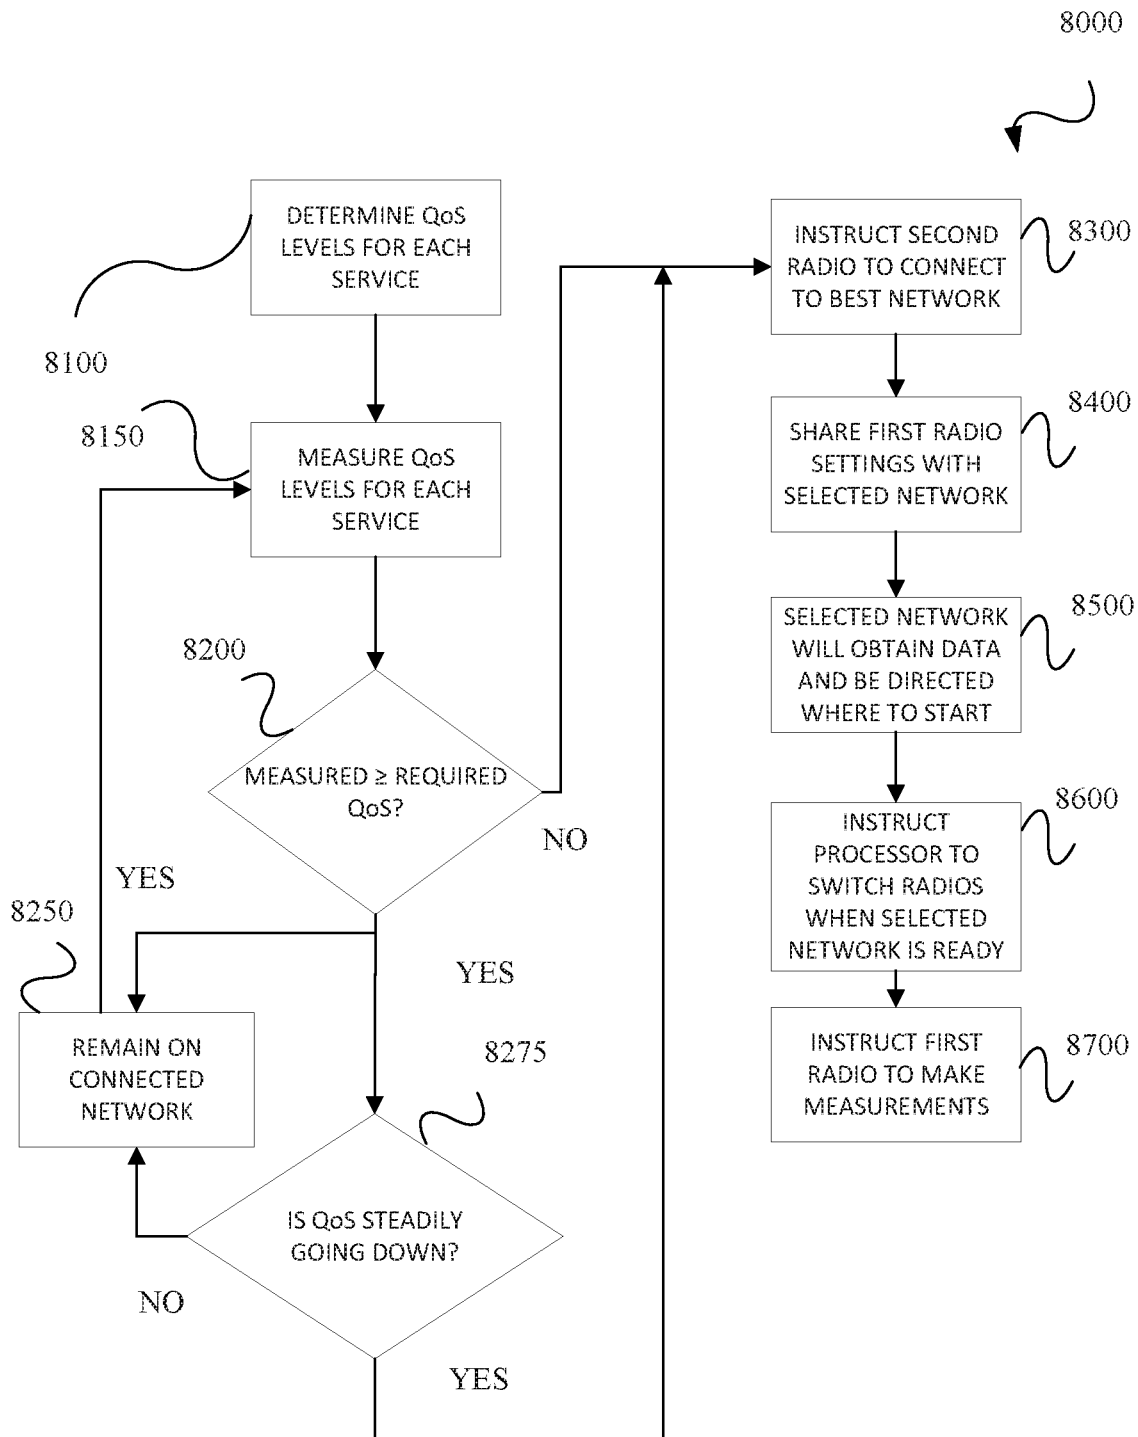 8000
DETERMINE QoS
LEVELS FOR EACH
SERVICE
8100
8150
MEASURE QoS
LEVELS FOR EACH
SERVICE
8200
MEASURED ≥ REQUIRED
QoS?
NO
YES
8250
YES
REMAIN ON
CONNECTED
NETWORK
8275
IS QoS STEADILY
GOING DOWN?
NO
YES
INSTRUCT SECOND
RADIO TO CONNECT
TO BEST NETWORK
8300
SHARE FIRST RADIO
SETTINGS WITH
SELECTED NETWORK
8400
SELECTED NETWORK
WILL OBTAIN DATA
AND BE DIRECTED
WHERE TO START
8500
INSTRUCT
PROCESSOR TO
SWITCH RADIOS
WHEN SELECTED
NETWORK IS READY
8600
INSTRUCT FIRST
RADIO TO MAKE
MEASUREMENTS
8700